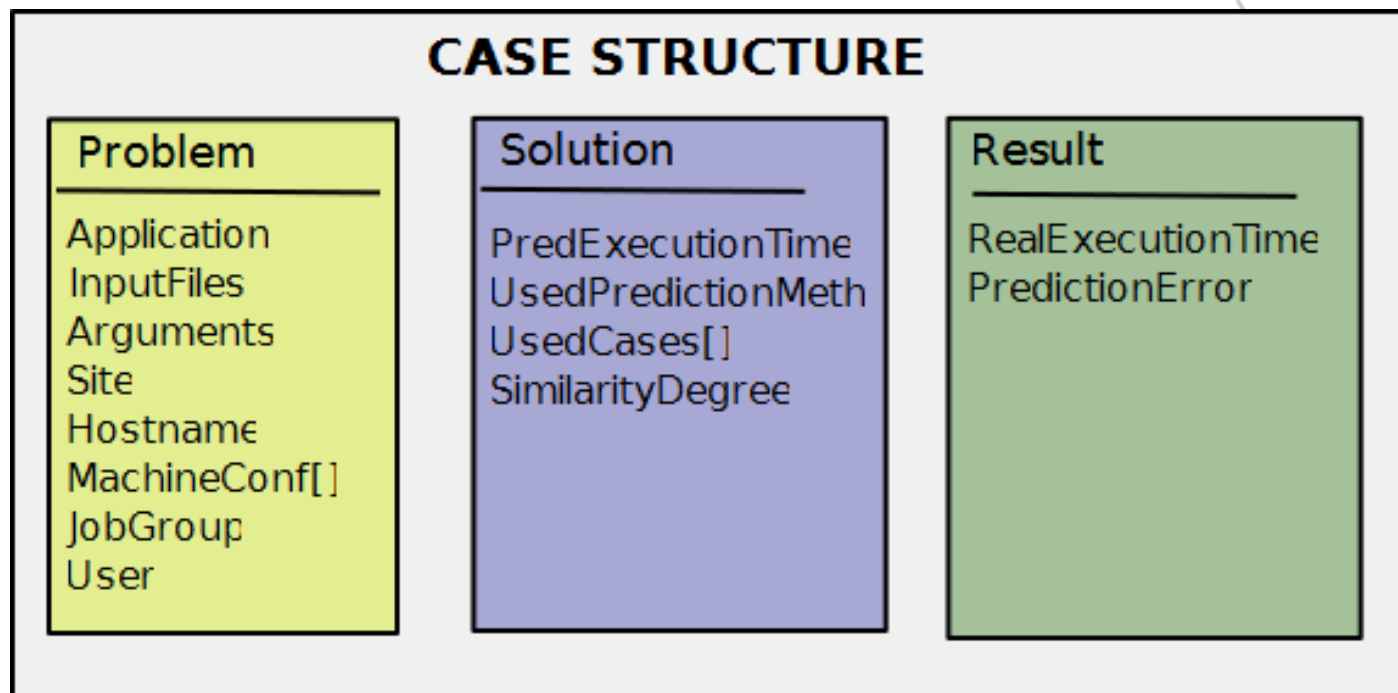 CASE STRUCTURE
Problem
Application
InputFiles
Arguments
Site
Hostname
MachineConf[]
JobGroup
User
Solution
PredExecutionTime
UsedPredictionMeth
UsedCases[]
SimilarityDegree
Result
RealExecutionTime
PredictionError